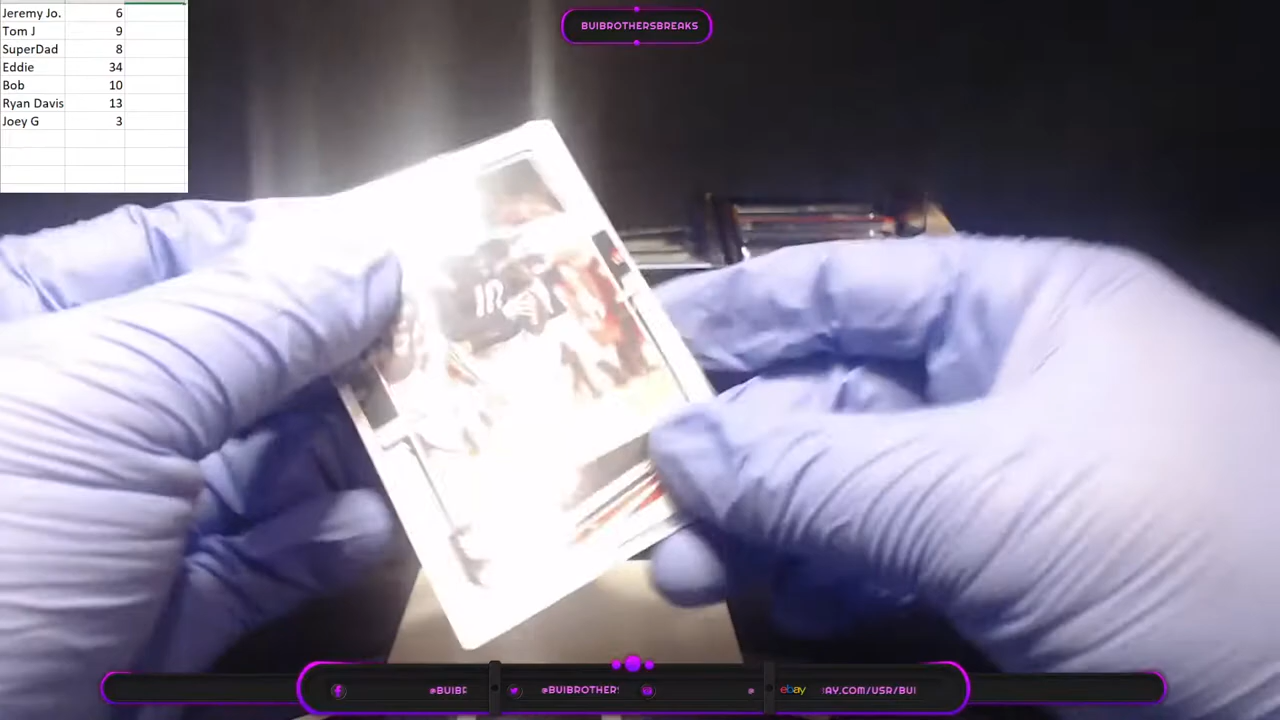 Jeremy Jo. 6
Tom J 9
SuperDad 8
Eddie 34
Bob 10
Ryan Davis 13
Joey G 3
BUIBROTHERSBREAKS
@BUIBR @BUIBROTHERS @ ebay AY.COM/USR/BUI